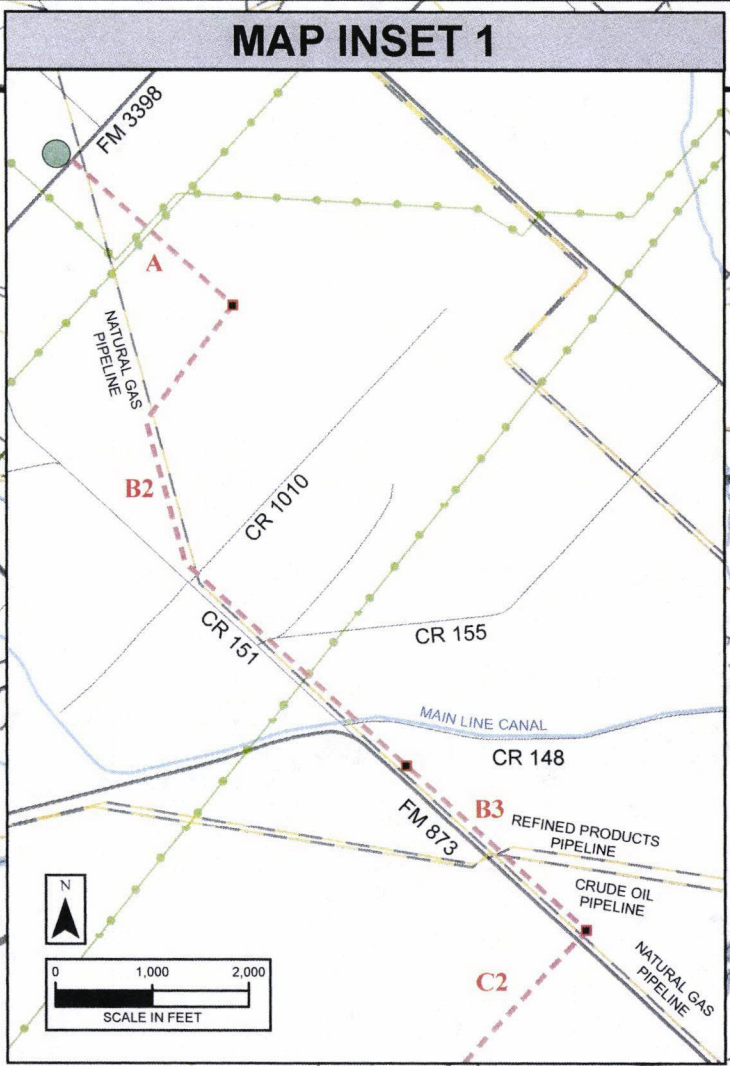 MAP INSET 1
FM 3398
A
NATURAL GAS
PIPELINE
B2
CR 1010
CR 151
CR 155
MAIN LINE CANAL
CR 148
B3
FM 873
REFINED PRODUCTS
PIPELINE
CRUDE OIL
PIPELINE
NATURAL GAS
PIPELINE
C2
N
0 1,000 2,000
SCALE IN FEET